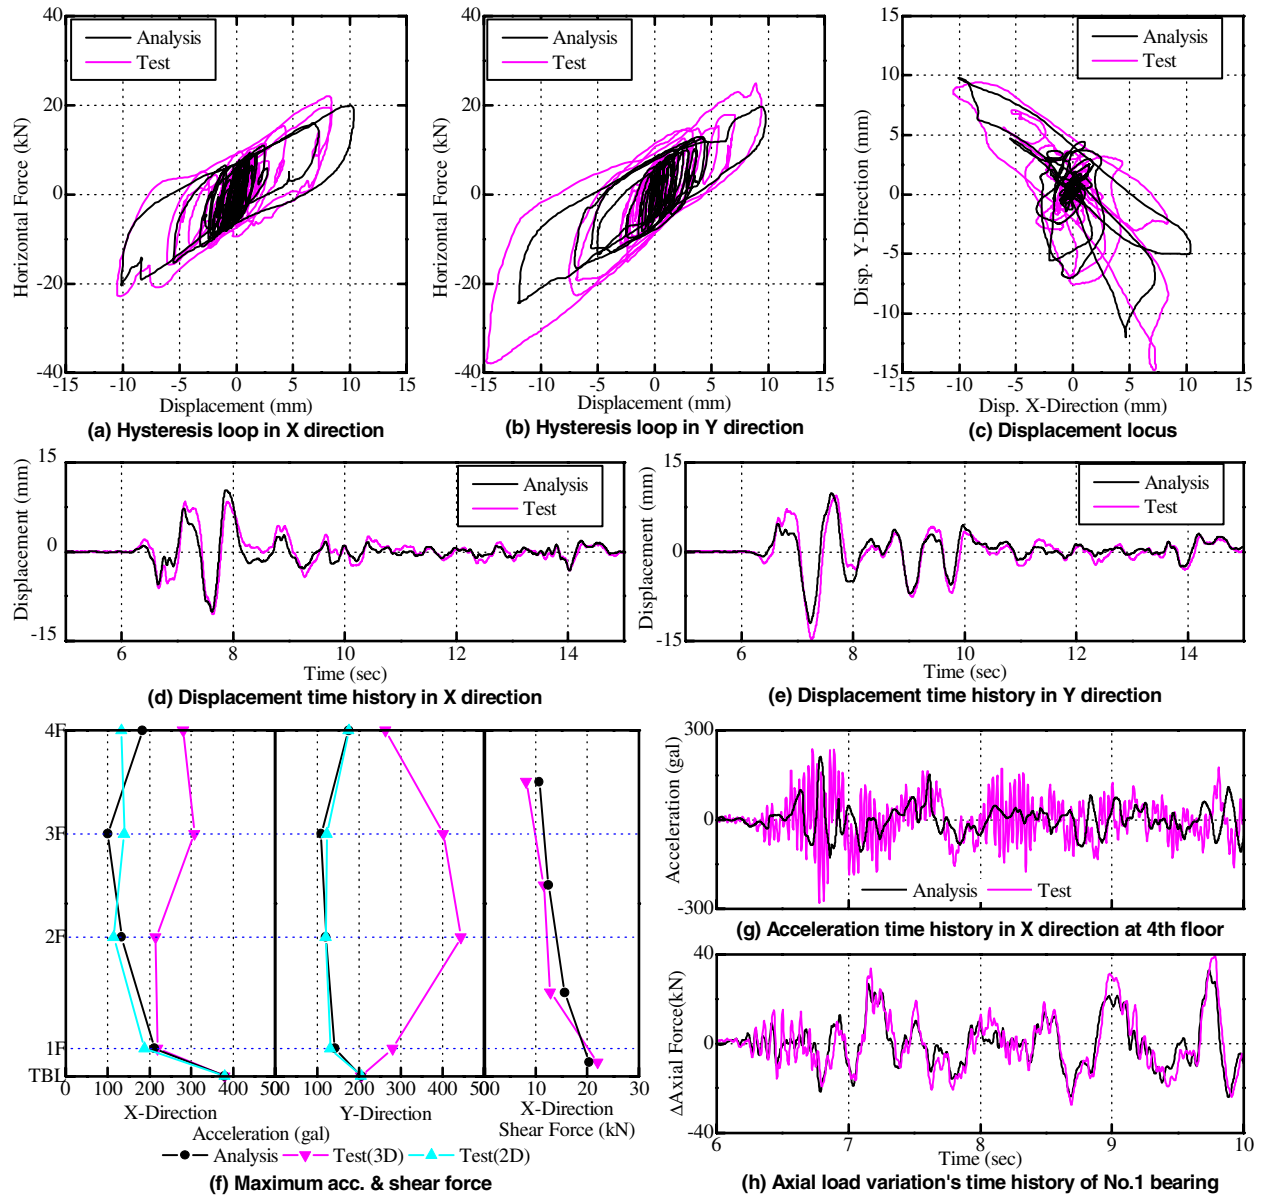 Analysis
Test
40
20
0
-20
-40
Horizontal Force (kN)
-15 -10 -5 0 5 10 15
Displacement (mm)
(a) Hysteresis loop in X direction
Analysis
Test
40
20
0
-20
-40
Horizontal Force (kN)
-15 -10 -5 0 5 10 15
Displacement (mm)
(b) Hysteresis loop in Y direction
Analysis
Test
15
10
5
0
-5
-10
-15
Disp. Y-Direction (mm)
-15 -10 -5 0 5 10 15
Disp. X-Direction (mm)
(c) Displacement locus
Analysis
Test
15
0
-15
Displacement (mm)
6 8 10 12 14
Time (sec)
(d) Displacement time history in X direction
Analysis
Test
15
0
-15
Displacement (mm)
6 8 10 12 14
Time (sec)
(e) Displacement time history in Y direction
4F
3F
2F
1F
TBL
0 100 200 300 400 500
100 200 300 400 500
10 20 30
X-Direction
Y-Direction
X-Direction
Acceleration (gal)
Shear Force (kN)
Analysis Test(3D) Test(2D)
(f) Maximum acc. & shear force
300
0
-300
Acceleration (gal)
Analysis Test
6 7 8 9 10
(g) Acceleration time history in X direction at 4th floor
40
0
-40
ΔAxial Force(kN)
6 7 8 9 10
Time (sec)
(h) Axial load variation's time history of No.1 bearing